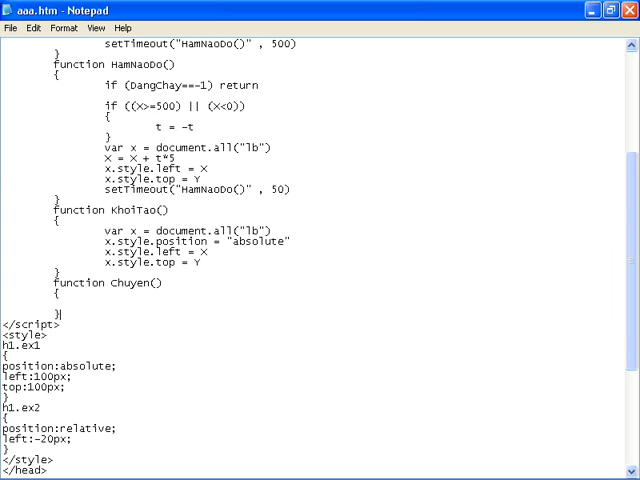 aaa.htm - Notepad
File Edit Format View Help
setTimeout("HamNaoDo()" , 500)
}
function HamNaoDo()
{
if (DangChay==-1) return
if ((X>=500) || (X<0))
{
t = -t
}
var x = document.all("lb")
X = X + t*5
x.style.left = X
x.style.top = Y
setTimeout("HamNaoDo()" , 50)
}
function KhoiTao()
{
var x = document.all("lb")
x.style.position = "absolute"
x.style.left = X
x.style.top = Y
}
function Chuyen()
{
}
</script>
<style>
h1.ex1
{
position:absolute;
left:100px;
top:100px;
}
h1.ex2
{
position:relative;
left:-20px;
}
</style>
</head>